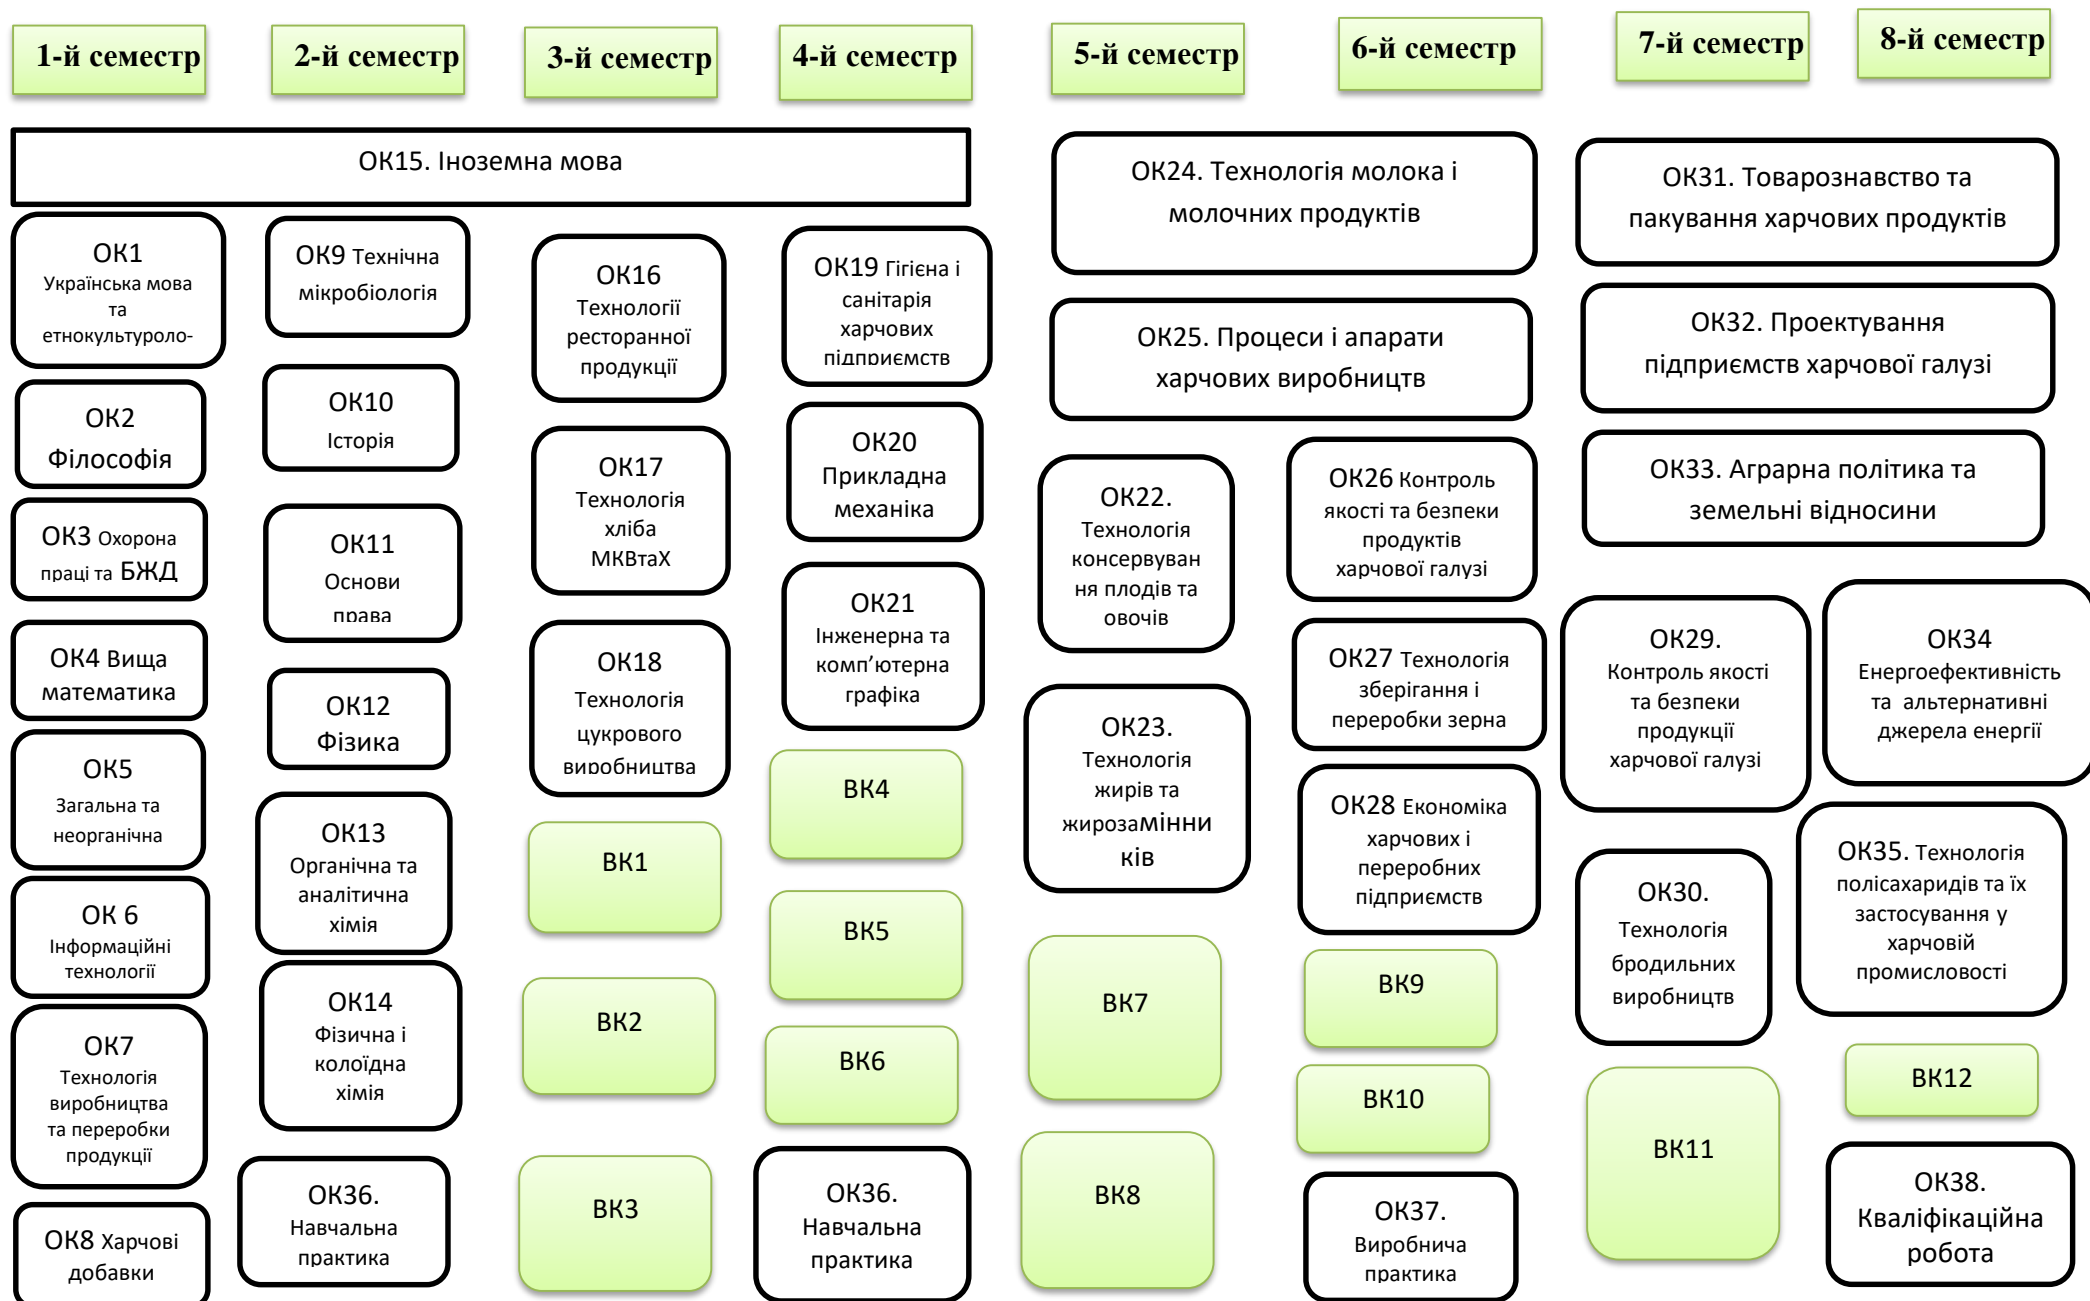 1-й семестр
2-й семестр
3-й семестр
4-й семестр
5-й семестр
6-й семестр
7-й семестр
8-й семестр
ОК15. Іноземна мова
ОК1
Українська мова
та
етнокультуроло-
ОК2
Філософія
ОК3 Охорона
праці та БЖД
ОК4 Вища
математика
ОК5
Загальна та
неорганічна
ОК 6
Інформаційні
технології
ОК7
Технологія
виробництва
та переробки
продукції
ОК8 Харчові
добавки
ОК9 Технічна
мікробіологія
ОК10
Історія
ОК11
Основи
права
ОК12
Фізика
ОК13
Органічна та
аналітична
хімія
ОК14
Фізична і
колоїдна
хімія
ОК36.
Навчальна
практика
ОК16
Технології
ресторанної
продукції
ОК17
Технологія
хліба
МКВтаХ
ОК18
Технологія
цукрового
виробництва
ВК1
ВК2
ВК3
ОК19 Гігієна і
санітарія
харчових
підприємств
ОК20
Прикладна
механіка
ОК21
Інженерна та
комп’ютерна
графіка
ВК4
ВК5
ВК6
ОК36.
Навчальна
практика
ОК24. Технологія молока і
молочних продуктів
ОК25. Процеси і апарати
харчових виробництв
ОК22.
Технологія
консервуван
ня плодів та
овочів
ОК23.
Технологія
жирів та
жирозамінни
ків
ВК7
ВК8
ОК26 Контроль
якості та безпеки
продуктів
харчової галузі
ОК27 Технологія
зберігання і
переробки зерна
ОК28 Економіка
харчових і
переробних
підприємств
ВК9
ВК10
ОК37.
Виробнича
практика
ОК31. Товарознавство та
пакування харчових продуктів
ОК32. Проектування
підприємств харчової галузі
ОК33. Аграрна політика та
земельні відносини
ОК29.
Контроль якості
та безпеки
продукції
харчової галузі
ОК30.
Технологія
бродильних
виробництв
ВК11
ОК34
Енергоефективність
та альтернативні
джерела енергії
ОК35. Технологія
полісахаридів та їх
застосування у
харчовій
промисловості
ВК12
ОК38.
Кваліфікаційна
робота